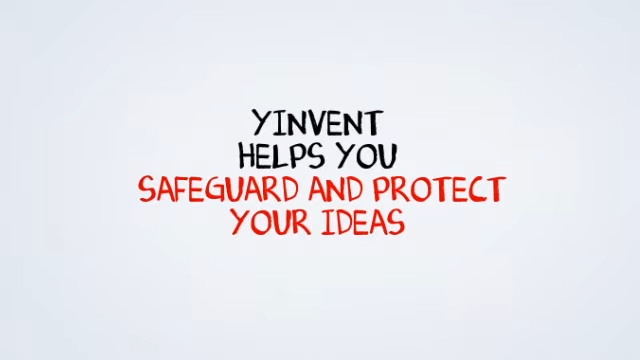 YINVENT
HELPS YOU
SAFEGUARD AND PROTECT
YOUR IDEAS